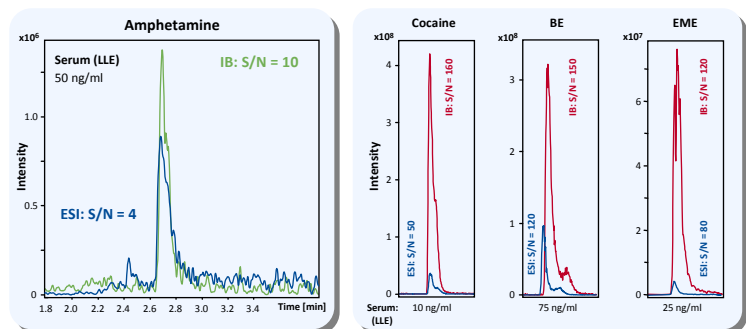 Amphetamine
x10⁶
Serum (LLE)
50 ng/ml
IB: S/N = 10
ESI: S/N = 4
Intensity
1.0
0.5
0
1.8 2.0 2.2 2.4 2.6 2.8 3.0 3.2 3.4
Time [min]
Cocaine
x10⁸
IB: S/N = 160
ESI: S/N = 50
Intensity
4
2
0
Serum:
(LLE)
10 ng/ml
BE
x10⁸
IB: S/N = 150
ESI: S/N = 120
3
2
1
0
75 ng/ml
EME
x10⁷
IB: S/N = 120
ESI: S/N = 80
6
4
2
0
25 ng/ml